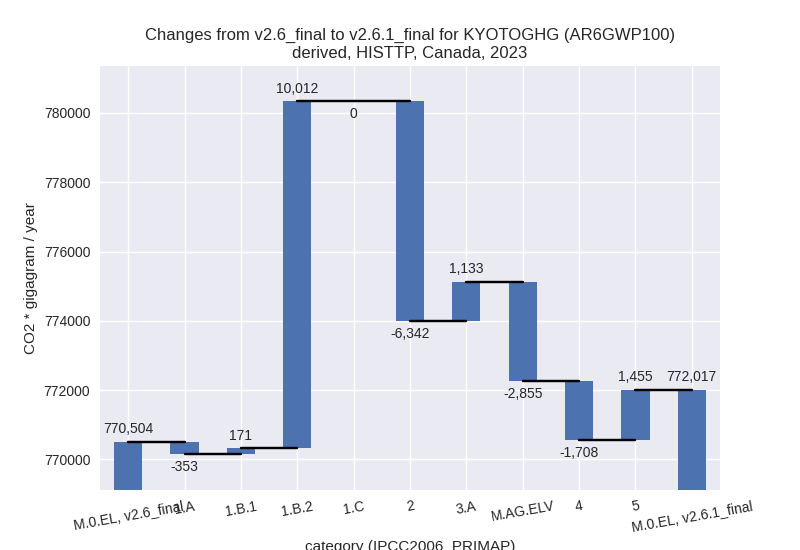 Changes from v2.6_final to v2.6.1_final for KYOTOGHG (AR6GWP100)
derived, HISTTP, Canada, 2023
CO2 * gigagram / year
780000
778000
776000
774000
772000
770000
770,504
-353
171
10,012
0
-6,342
1,133
-2,855
-1,708
1,455
772,017
M.0.EL, v2.6_final
1.A
1.B.1
1.B.2
1.C
2
3.A
M.AG.ELV
4
5
M.0.EL, v2.6.1_final
category (IPCC2006_PRIMAP)